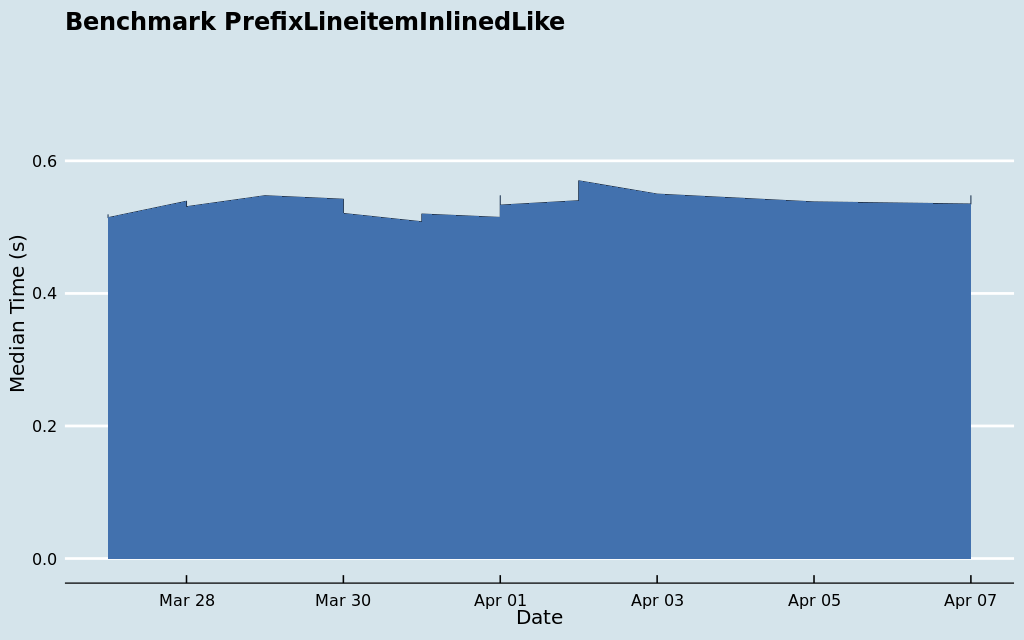 Benchmark PrefixLineitemInlinedLike
0.6
0.4
0.2
0.0
Median Time (s)
Mar 28
Mar 30
Apr 01
Apr 03
Apr 05
Apr 07
Date